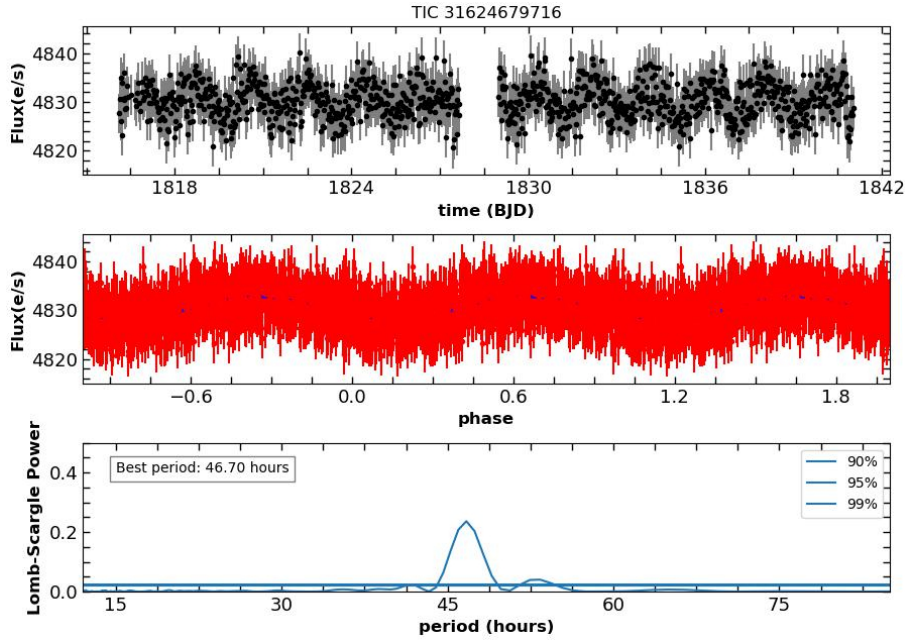 TIC 31624679716
Flux(e/s)
4840
4830
4820
1818 1824 1830 1836 1842
time (BJD)
Flux(e/s)
4840
4830
4820
−0.6 0.0 0.6 1.2 1.8
phase
Lomb-Scargle Power
0.4
0.2
0.0
Best period: 46.70 hours
90%
95%
99%
15 30 45 60 75
period (hours)